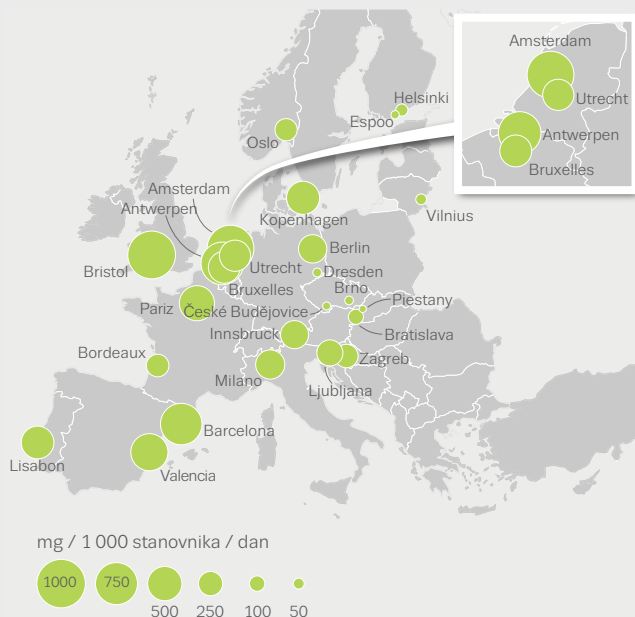 Amsterdam
Utrecht
Antwerpen
Bruxelles
Helsinki
Espoo
Oslo
Amsterdam
Antwerpen
Kopenhagen
Vilnius
Bristol
Berlin
Utrecht
Dresden
Bruxelles
Brno
Pariz
České Budějovice
Piestany
Innsbruck
Bratislava
Bordeaux
Zagreb
Milano
Ljubljana
Barcelona
Lisabon
Valencia
mg / 1 000 stanovnika / dan
1000 750
500 250 100 50